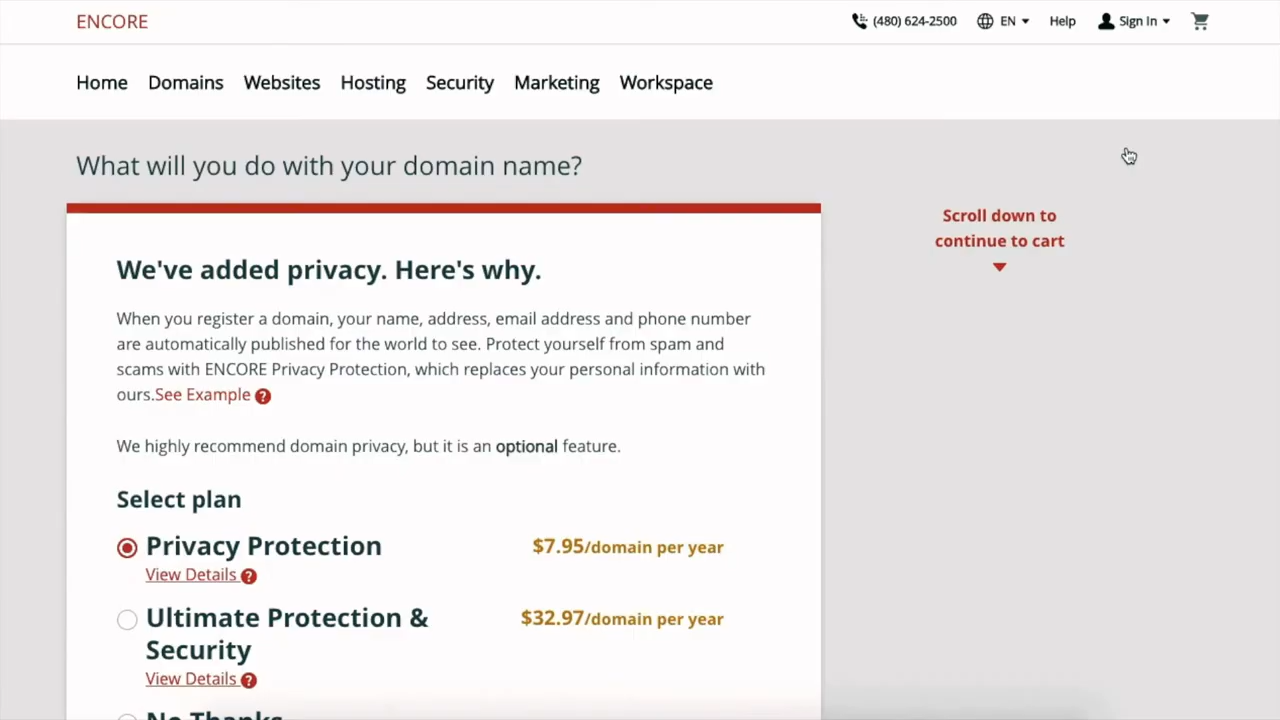 ENCORE
(480) 624-2500 EN Help Sign In
Home Domains Websites Hosting Security Marketing Workspace
What will you do with your domain name?
Scroll down to
continue to cart
We've added privacy. Here's why.
When you register a domain, your name, address, email address and phone number
are automatically published for the world to see. Protect yourself from spam and
scams with ENCORE Privacy Protection, which replaces your personal information with
ours.See Example ?
We highly recommend domain privacy, but it is an optional feature.
Select plan
Privacy Protection $7.95/domain per year
View Details ?
Ultimate Protection & $32.97/domain per year
Security
View Details ?
No Thanks